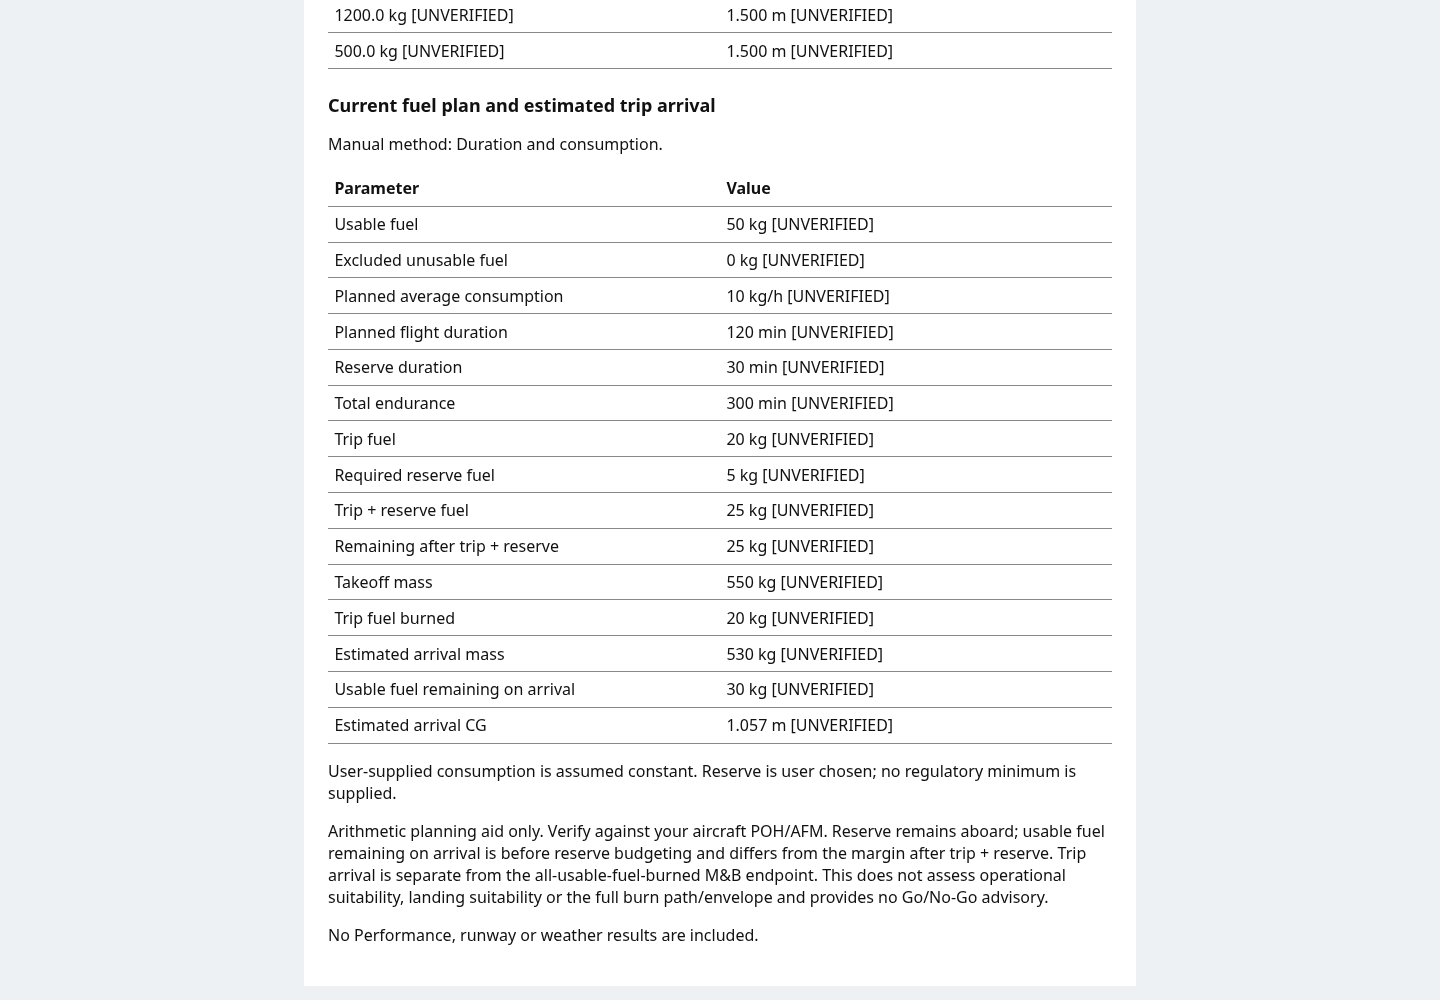 1200.0 kg [UNVERIFIED] 1.500 m [UNVERIFIED]
500.0 kg [UNVERIFIED] 1.500 m [UNVERIFIED]
Current fuel plan and estimated trip arrival
Manual method: Duration and consumption.
Parameter Value
Usable fuel 50 kg [UNVERIFIED]
Excluded unusable fuel 0 kg [UNVERIFIED]
Planned average consumption 10 kg/h [UNVERIFIED]
Planned flight duration 120 min [UNVERIFIED]
Reserve duration 30 min [UNVERIFIED]
Total endurance 300 min [UNVERIFIED]
Trip fuel 20 kg [UNVERIFIED]
Required reserve fuel 5 kg [UNVERIFIED]
Trip + reserve fuel 25 kg [UNVERIFIED]
Remaining after trip + reserve 25 kg [UNVERIFIED]
Takeoff mass 550 kg [UNVERIFIED]
Trip fuel burned 20 kg [UNVERIFIED]
Estimated arrival mass 530 kg [UNVERIFIED]
Usable fuel remaining on arrival 30 kg [UNVERIFIED]
Estimated arrival CG 1.057 m [UNVERIFIED]
User-supplied consumption is assumed constant. Reserve is user chosen; no regulatory minimum is
supplied.
Arithmetic planning aid only. Verify against your aircraft POH/AFM. Reserve remains aboard; usable fuel
remaining on arrival is before reserve budgeting and differs from the margin after trip + reserve. Trip
arrival is separate from the all-usable-fuel-burned M&B endpoint. This does not assess operational
suitability, landing suitability or the full burn path/envelope and provides no Go/No-Go advisory.
No Performance, runway or weather results are included.